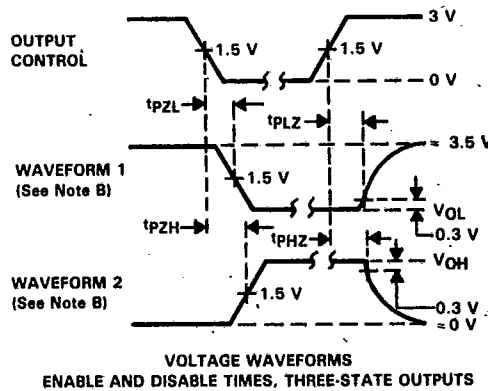 OUTPUT
CONTROL
3 V
1.5 V
1.5 V
0 V
tPZL
tPLZ
≈ 3.5 V
WAVEFORM 1
(See Note B)
1.5 V
VOL
0.3 V
tPZH
tPHZ
VOH
WAVEFORM 2
(See Note B)
1.5 V
0.3 V
≈0 V
VOLTAGE WAVEFORMS
ENABLE AND DISABLE TIMES, THREE-STATE OUTPUTS